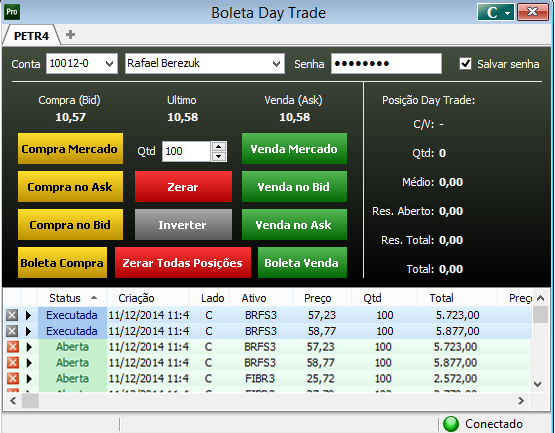 Pro Boleta Day Trade C
PETR4
Conta 10012-0 Rafael Berezuk Senha Salvar senha
Compra (Bid) Ultimo Venda (Ask) Posição Day Trade:
10,57 10,58 10,58
C/V: -
Compra Mercado Qtd 100 Venda Mercado
Qtd: 0
Compra no Ask Zerar Venda no Bid
Médio: 0,00
Res. Aberto: 0,00
Compra no Bid Inverter Venda no Ask
Res. Total: 0,00
Boleta Compra Zerar Todas Posições Boleta Venda
Total: 0,00
Status Criação Lado Ativo Preço Qtd Total Preç
Executada 11/12/2014 11:4 C BRFS3 57,23 100 5.723,00
Executada 11/12/2014 11:4 C BRFS3 58,77 100 5.877,00
Aberta 11/12/2014 11:4 C BRFS3 57,23 100 5.723,00
Aberta 11/12/2014 11:4 C BRFS3 58,77 100 5.877,00
Aberta 11/12/2014 11:4 C FIBR3 25,72 100 2.572,00
Conectado